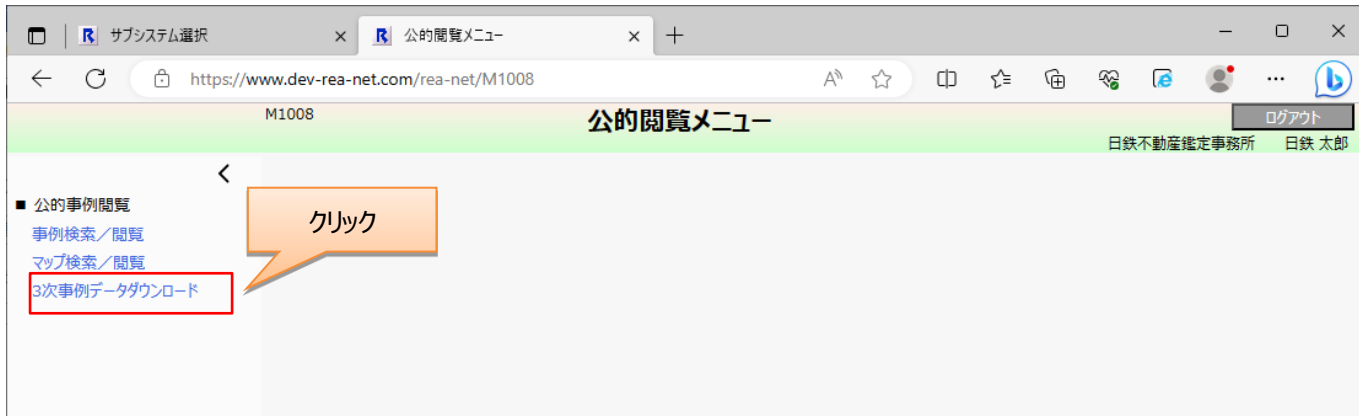 サブシステム選択
公的閲覧メニュー
https://www.dev-rea-net.com/rea-net/M1008
M1008
公的閲覧メニュー
ログアウト
日鉄不動産鑑定事務所 日鉄 太郎
■ 公的事例閲覧
事例検索／閲覧
マップ検索／閲覧
3次事例データダウンロード
クリック